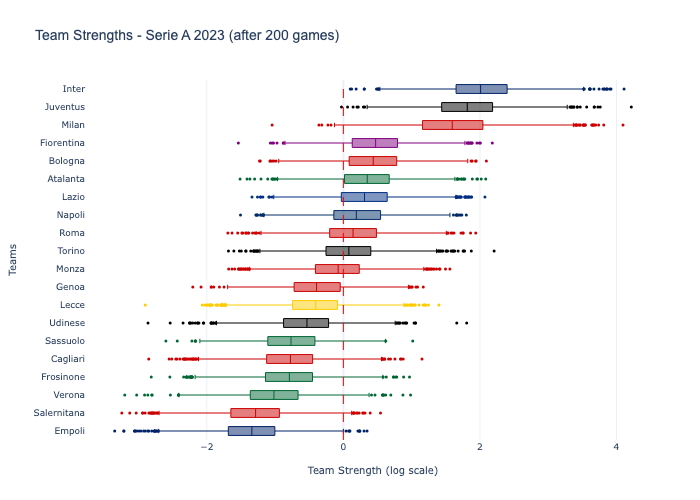 Team Strengths - Serie A 2023 (after 200 games)
Inter
Juventus
Milan
Fiorentina
Bologna
Atalanta
Lazio
Napoli
Roma
Torino
Monza
Genoa
Lecce
Udinese
Sassuolo
Cagliari
Frosinone
Verona
Salernitana
Empoli
Teams
−2
0
2
4
Team Strength (log scale)